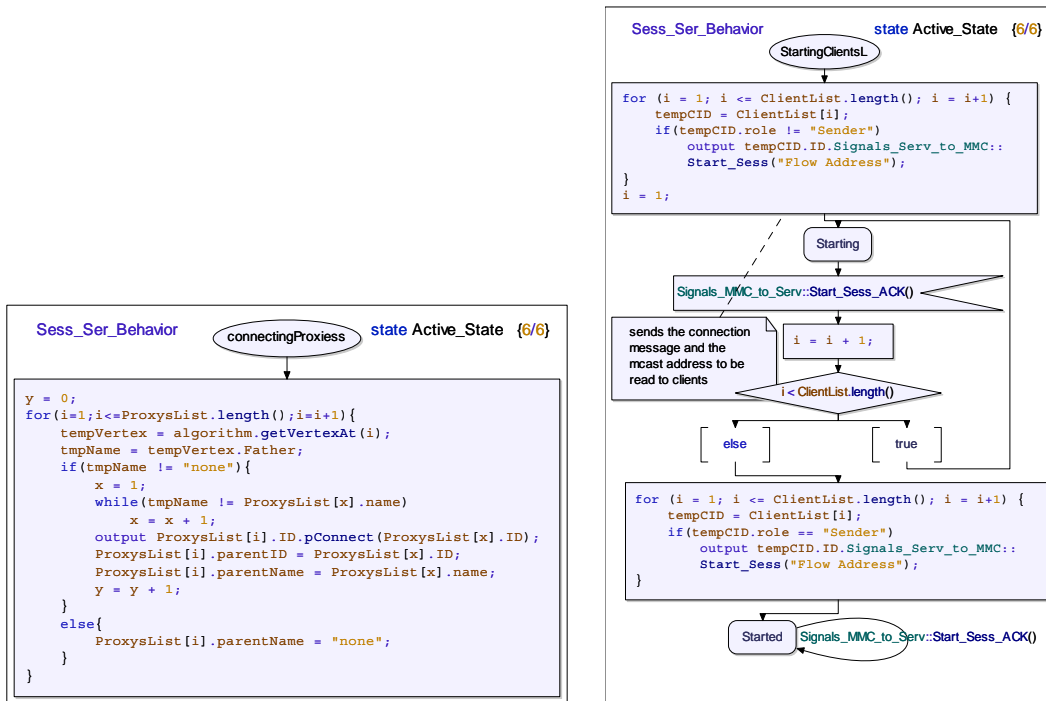 Sess_Ser_Behavior
state Active_State {6/6}
connectingProxiess
y = 0;
for(i=1;i<=ProxysList.length();i=i+1){
tempVertex = algorithm.getVertexAt(i);
tmpName = tempVertex.Father;
if(tmpName != "none"){
x = 1;
while(tmpName != ProxysList[x].name)
x = x + 1;
output ProxysList[i].ID.pConnect(ProxysList[x].ID);
ProxysList[i].parentID = ProxysList[x].ID;
ProxysList[i].parentName = ProxysList[x].name;
y = y + 1;
}
else{
ProxysList[i].parentName = "none";
}
}
Sess_Ser_Behavior
state Active_State {6/6}
StartingClientsL
for (i = 1; i <= ClientList.length(); i = i+1) {
tempCID = ClientList[i];
if(tempCID.role != "Sender")
output tempCID.ID.Signals_Serv_to_MMC::
Start_Sess("Flow Address");
}
i = 1;
Starting
Signals_MMC_to_Serv::Start_Sess_ACK()
sends the connection
message and the
mcast address to be
read to clients
i = i + 1;
i < ClientList.length()
else
true
for (i = 1; i <= ClientList.length(); i = i+1) {
tempCID = ClientList[i];
if(tempCID.role == "Sender")
output tempCID.ID.Signals_Serv_to_MMC::
Start_Sess("Flow Address");
}
Started
Signals_MMC_to_Serv::Start_Sess_ACK()